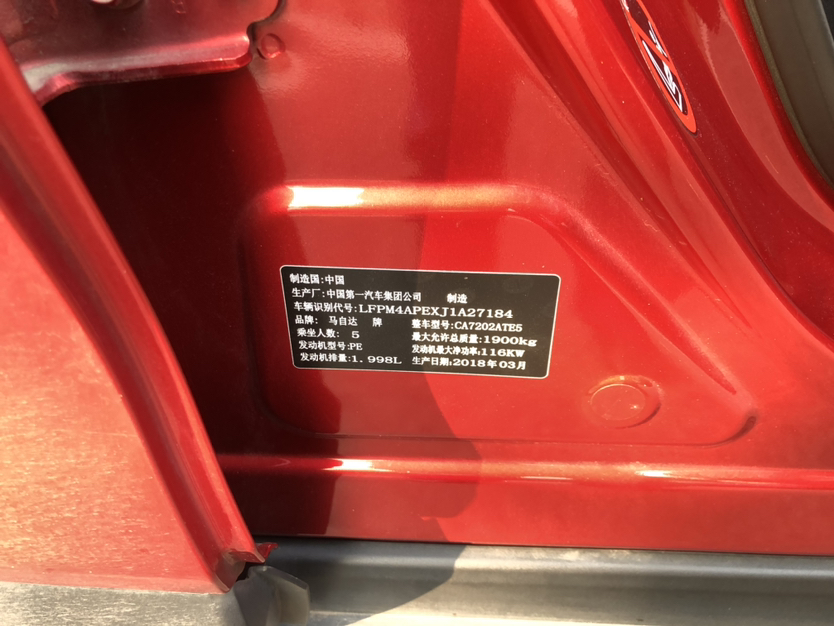 制造国:中国
生产厂:中国第一汽车集团公司 制造
车辆识别代号:LFPM4APEXJ1A27184
品牌: 马自达 牌 整车型号:CA7202ATE5
乘坐人数: 5 最大允许总质量:1900kg
发动机型号:PE 发动机最大净功率:116KW
发动机排量:1.998L 生产日期:2018年03月